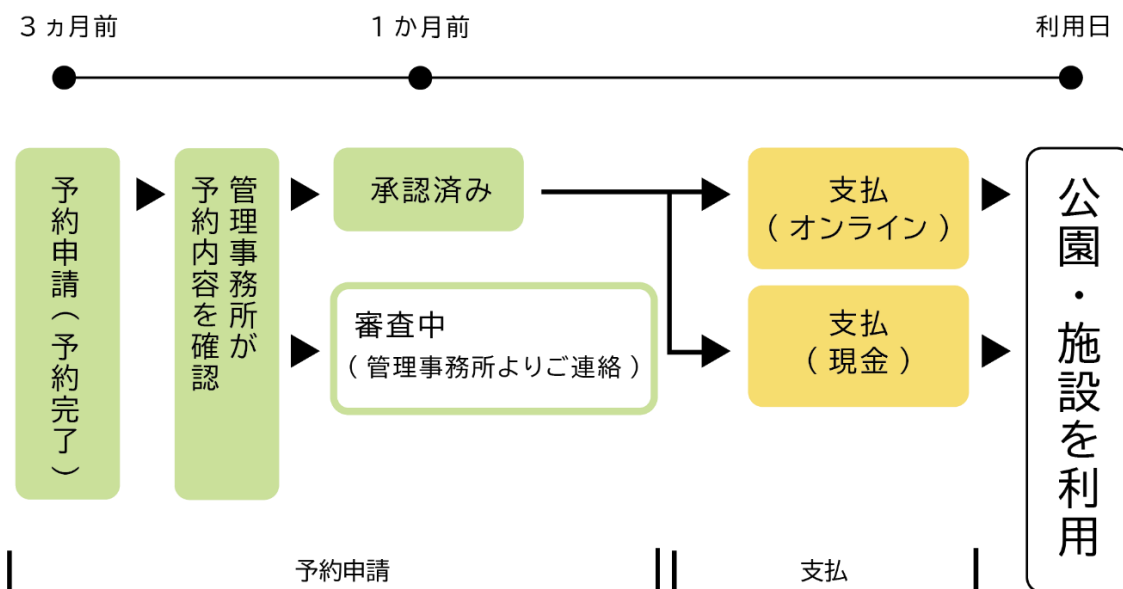 3ヵ月前
1か月前
利用日
予約申請(予約完了)
管理事務所が
予約内容を確認
承認済み
審査中
(管理事務所よりご連絡)
支払
(オンライン)
支払
(現金)
公園・施設を利用
予約申請
支払